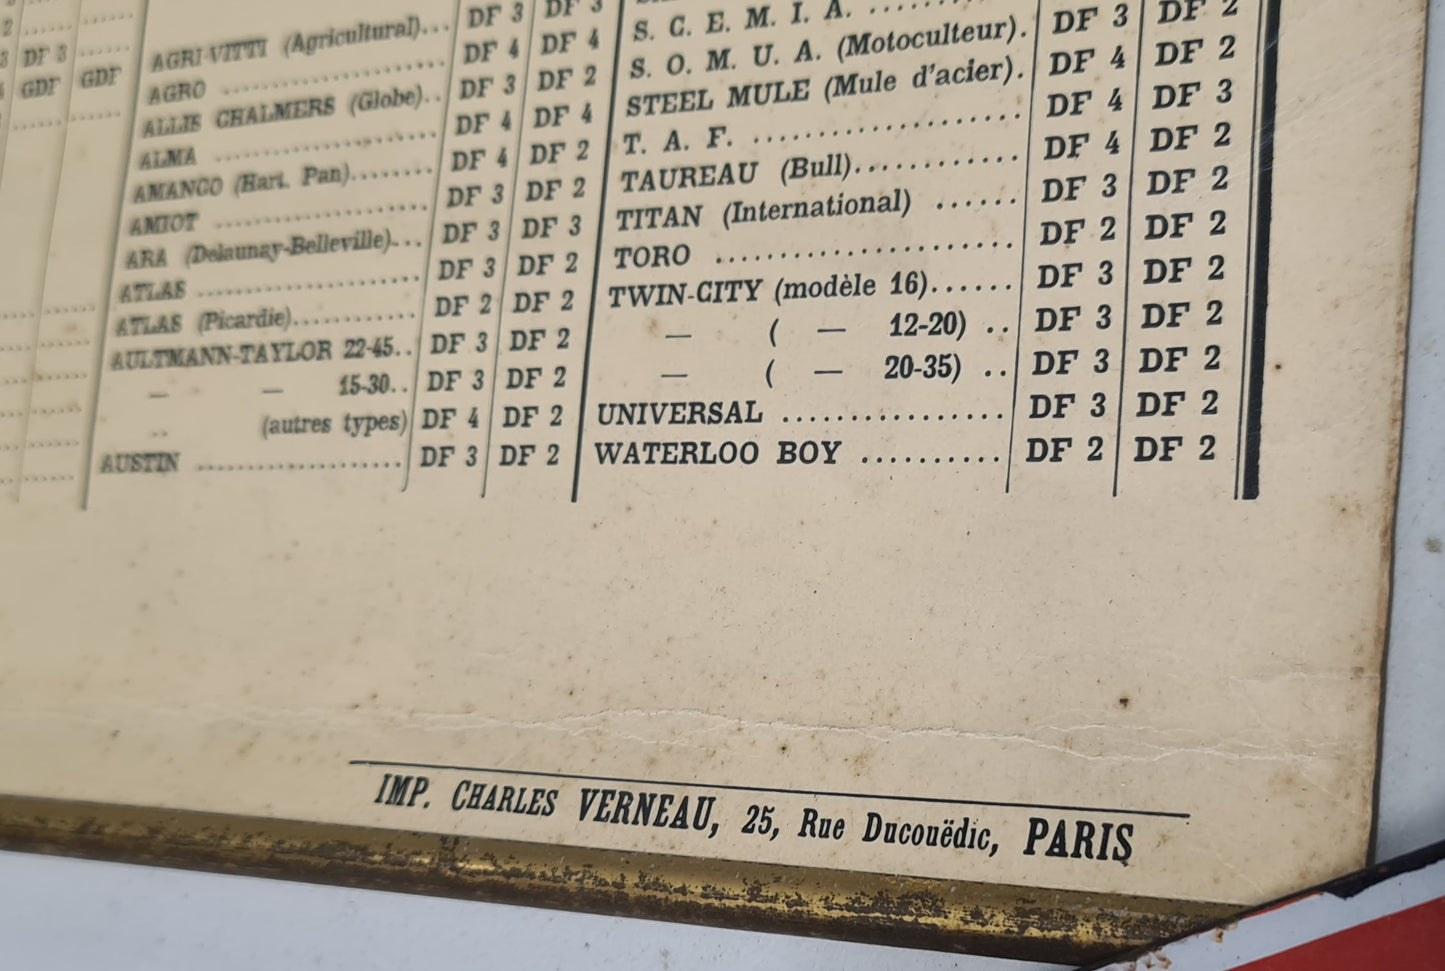 DF 3
GDF GDF
AGRI-VITTI (Agricultural)... DF 3 DF 3
AGRO .................... DF 4 DF 4
ALLIS CHALMERS (Globe).. DF 3 DF 2
ALMA .................... DF 4 DF 4
AMANCO (Hart. Pan)........ DF 4 DF 2
AMIOT .................... DF 3 DF 2
ARA (Delaunay-Belleville)... DF 3 DF 3
ATLAS .................... DF 3 DF 2
ATLAS (Picardie)............ DF 2 DF 2
AULTMANN-TAYLOR 22-45.. DF 3 DF 2
— — 15-30.. DF 3 DF 2
.. (autres types) DF 4 DF 2
AUSTIN .................... DF 3 DF 2
S. C. E. M. I. A. ..........
S. O. M. U. A. (Motoculteur). DF 3 DF 2
STEEL MULE (Mule d'acier). DF 4 DF 2
T. A. F. .................... DF 4 DF 3
TAUREAU (Bull)............ DF 4 DF 2
TITAN (International) ...... DF 3 DF 2
TORO ...................... DF 2 DF 2
TWIN-CITY (modèle 16)...... DF 3 DF 2
— ( — 12-20) .. DF 3 DF 2
— ( — 20-35) .. DF 3 DF 2
UNIVERSAL ................ DF 3 DF 2
WATERLOO BOY .......... DF 2 DF 2
IMP. CHARLES VERNEAU, 25, Rue Ducouëdic, PARIS